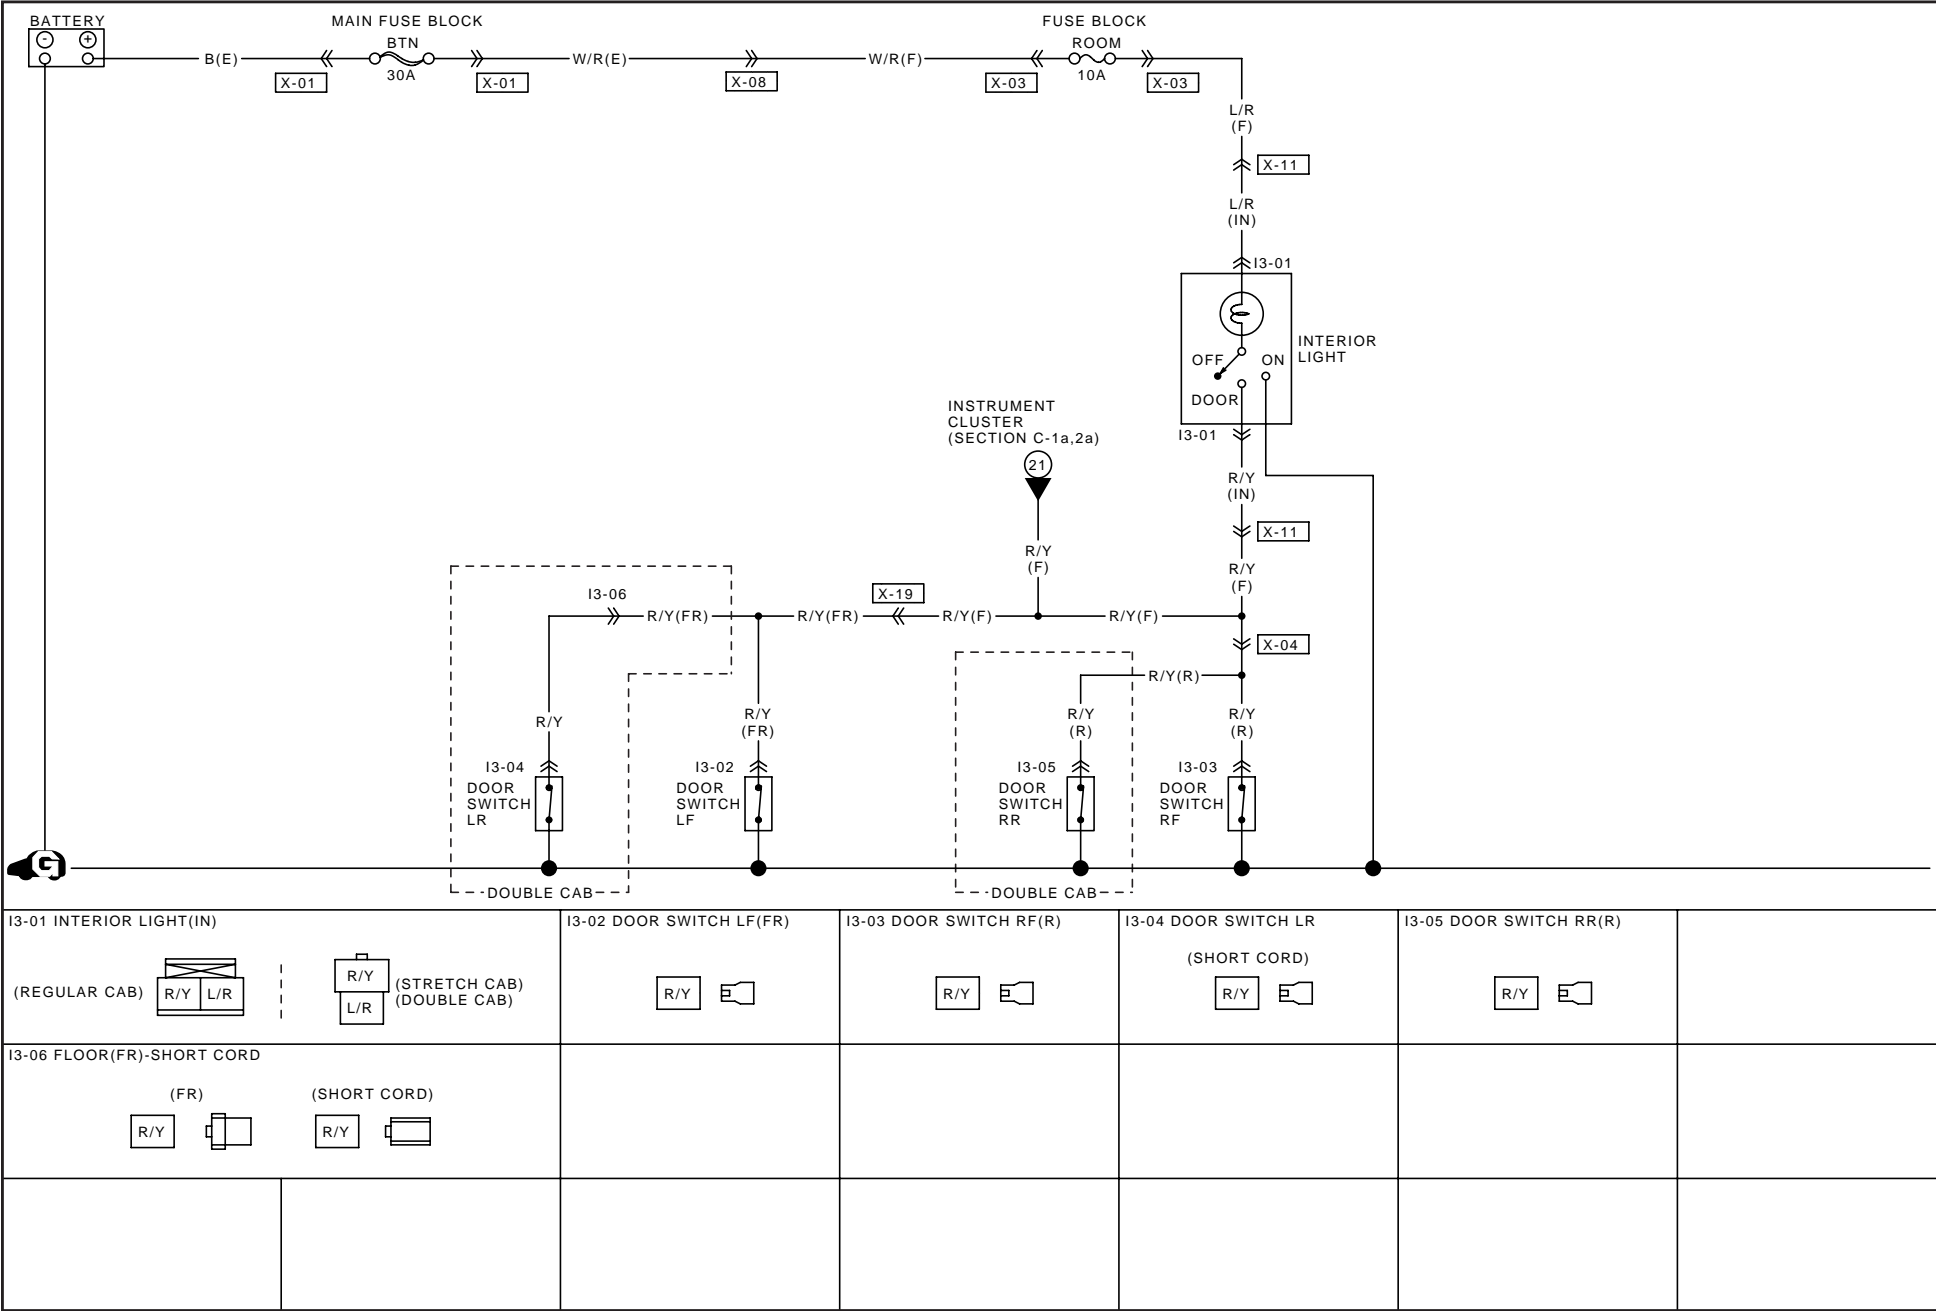 BATTERY
MAIN FUSE BLOCK
FUSE BLOCK
- +
BTN
ROOM
B(E)
W/R(E)
W/R(F)
30A
10A
X-01
X-01
X-08
X-03
X-03
L/R
(F)
X-11
L/R
(IN)
I3-01
INTERIOR
LIGHT
OFF
ON
DOOR
INSTRUMENT
CLUSTER
(SECTION C-1a,2a)
I3-01
21
R/Y
(IN)
X-11
R/Y
(F)
R/Y
(F)
I3-06
X-19
R/Y(FR)
R/Y(FR)
R/Y(F)
R/Y(F)
X-04
R/Y(R)
R/Y
R/Y
(FR)
R/Y
(R)
R/Y
(R)
I3-04
DOOR
SWITCH
LR
I3-02
DOOR
SWITCH
LF
I3-05
DOOR
SWITCH
RR
I3-03
DOOR
SWITCH
RF
G
DOUBLE CAB
DOUBLE CAB
I3-01 INTERIOR LIGHT(IN)
(REGULAR CAB)
R/Y L/R
R/Y
L/R
(STRETCH CAB)
(DOUBLE CAB)
I3-02 DOOR SWITCH LF(FR)
R/Y
I3-03 DOOR SWITCH RF(R)
R/Y
I3-04 DOOR SWITCH LR
(SHORT CORD)
R/Y
I3-05 DOOR SWITCH RR(R)
R/Y
I3-06 FLOOR(FR)-SHORT CORD
(FR)
(SHORT CORD)
R/Y
R/Y